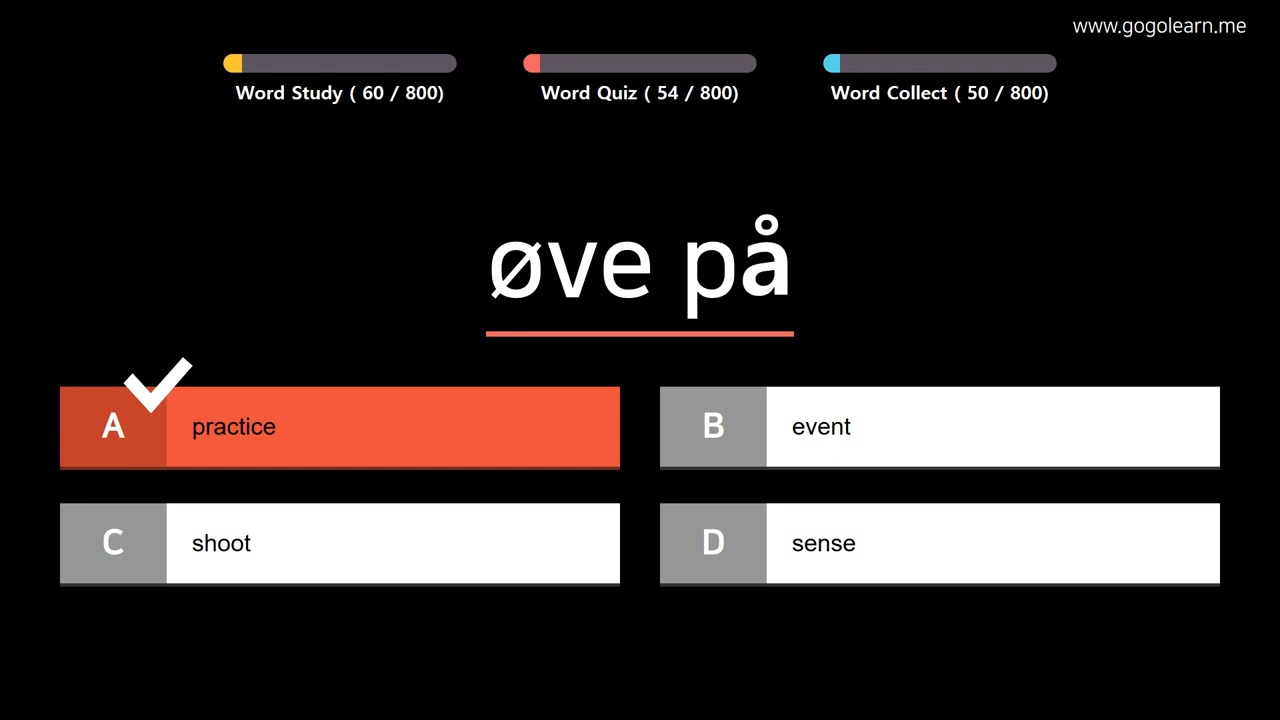 www.gogolearn.me
Word Study ( 60 / 800)
Word Quiz ( 54 / 800)
Word Collect ( 50 / 800)
øve på
A practice
B event
C shoot
D sense